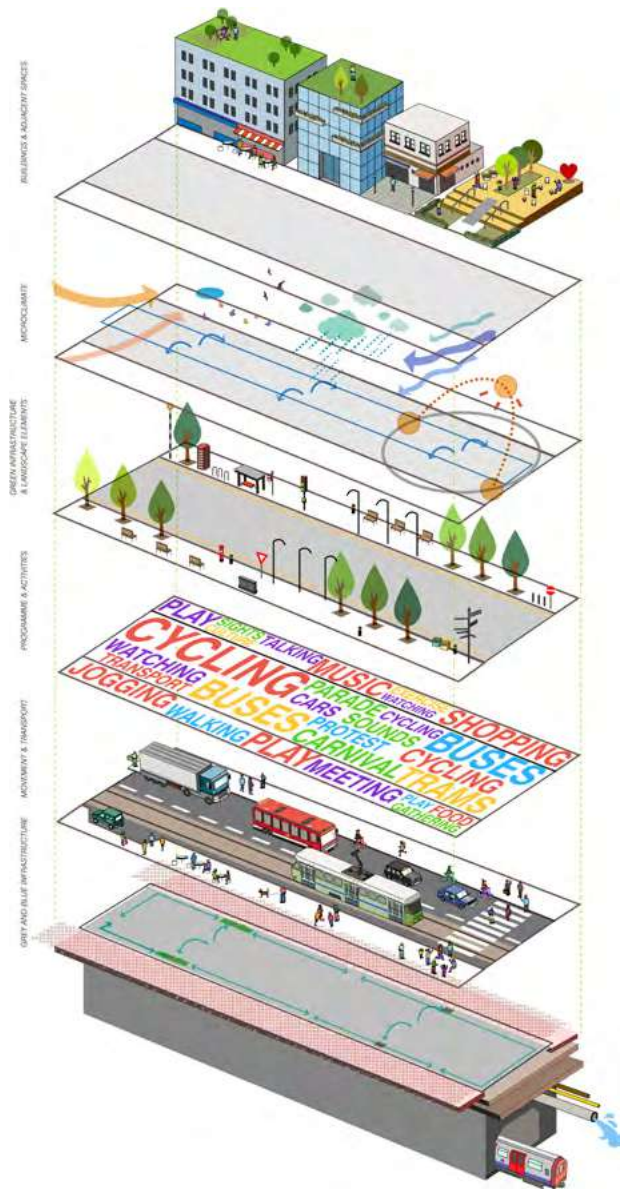 BUILDINGS & ADJACENT SPACES
MICROCLIMATE
GREEN INFRASTRUCTURE
& LANDSCAPE ELEMENTS
PROGRAMME & ACTIVITIES
MOVEMENT & TRANSPORT
GREY AND BLUE INFRASTRUCTURE
PLAY
SIGHTS
TALKING
MUSIC
EXERCISE
WATCHING
SHOPPING
CYCLING
WATCHING
TRANSPORT
PARADE
CYCLING
BUSES
CARS
SOUNDS
BUSES
JOGGING
PROTEST
CYCLING
WALKING
PLAY
CARNIVAL
TRAMS
MEETING
PLAY
FOOD
GATHERING